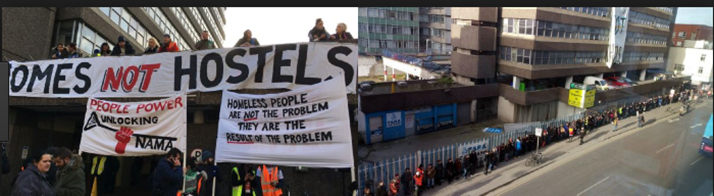 OMES NOT HOSTELS
PEOPLE POWER
UNLOCKING
NAMA
HOMELESS PEOPLE
ARE NOT THE PROBLEM
THEY ARE THE
RESULT OF THE PROBLEM